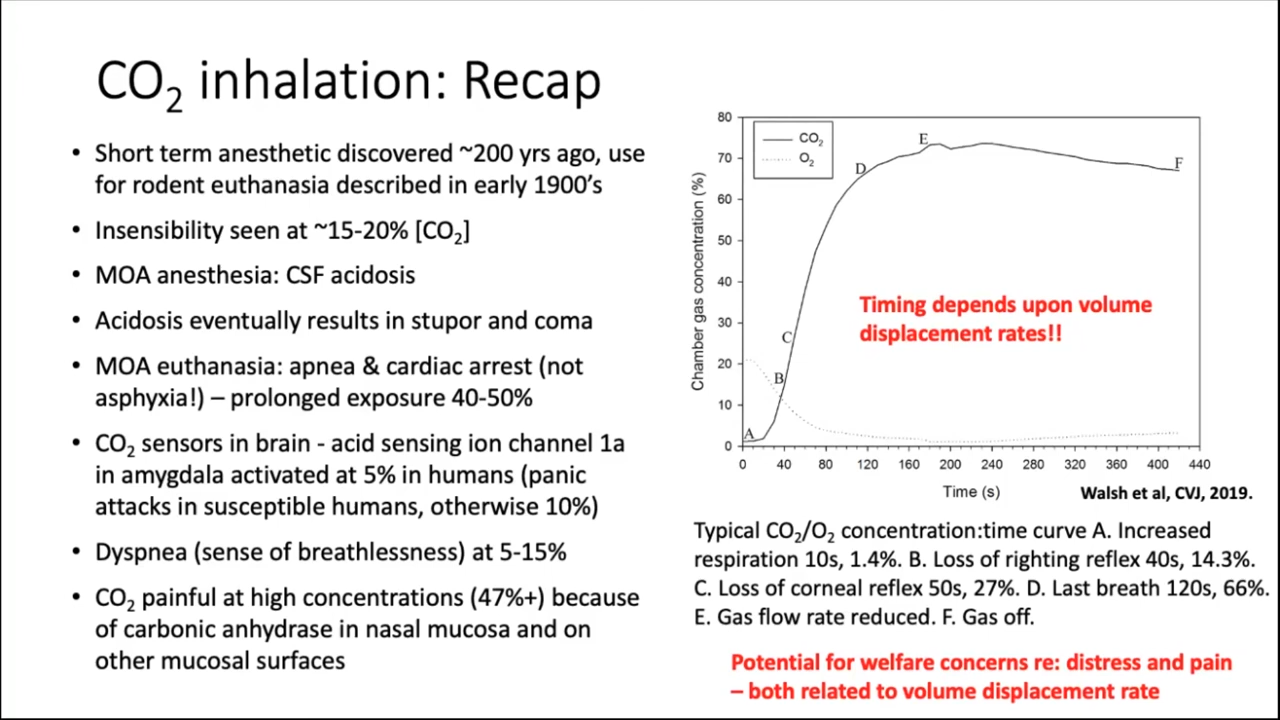 CO₂ inhalation: Recap
• Short term anesthetic discovered ~200 yrs ago, use
for rodent euthanasia described in early 1900’s
• Insensibility seen at ~15-20% [CO₂]
• MOA anesthesia: CSF acidosis
• Acidosis eventually results in stupor and coma
• MOA euthanasia: apnea & cardiac arrest (not
asphyxia!) – prolonged exposure 40-50%
• CO₂ sensors in brain - acid sensing ion channel 1a
in amygdala activated at 5% in humans (panic
attacks in susceptible humans, otherwise 10%)
• Dyspnea (sense of breathlessness) at 5-15%
• CO₂ painful at high concentrations (47%+) because
of carbonic anhydrase in nasal mucosa and on
other mucosal surfaces
Chamber gas concentration (%)
80
70
60
50
40
30
20
10
0
CO₂
O₂
A
B
C
D
E
F
Timing depends upon volume
displacement rates!!
0 40 80 120 160 200 240 280 320 360 400 440
Time (s)
Walsh et al, CVJ, 2019.
Typical CO₂/O₂ concentration:time curve A. Increased
respiration 10s, 1.4%. B. Loss of righting reflex 40s, 14.3%.
C. Loss of corneal reflex 50s, 27%. D. Last breath 120s, 66%.
E. Gas flow rate reduced. F. Gas off.
Potential for welfare concerns re: distress and pain
– both related to volume displacement rate